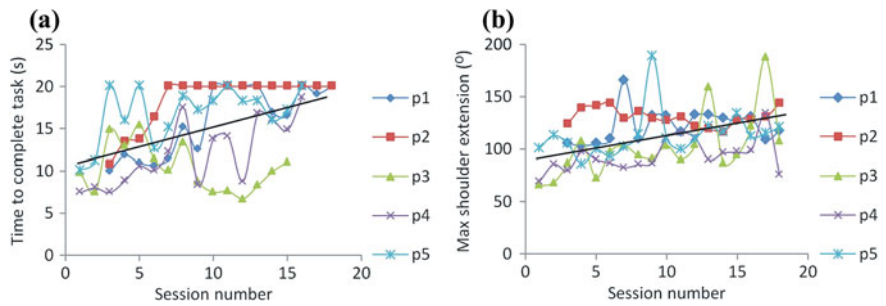 (a)
25
20
15
10
5
0
Time to complete task (s)
0
5
10
15
20
Session number
p1
p2
p3
p4
p5
(b)
200
150
100
50
0
Max shoulder extension (°)
0
5
10
15
20
Session number
p1
p2
p3
p4
p5